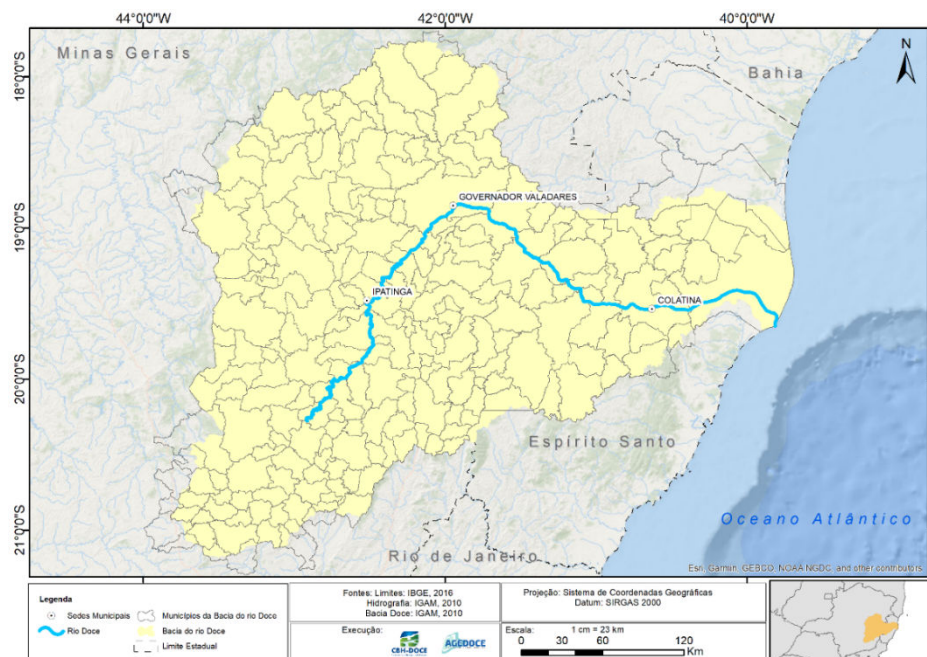 44°0'0"W
42°0'0"W
40°0'0"W
18°0'0"S
19°0'0"S
20°0'0"S
21°0'0"S
Minas Gerais
Bahia
N
GOVERNADOR VALADARES
IPATINGA
COLATINA
Espírito Santo
Oceano Atlântico
Rio de Janeiro
Esri, Garmin, GEBCO, NOAA NGDC, and other contributors
Legenda
Sedes Municipais
Municípios da Bacia do rio Doce
Rio Doce
Bacia do rio Doce
Limite Estadual
Fontes: Limites: IBGE, 2016
Hidrografia: IGAM, 2010
Bacia Doce: IGAM, 2010
Execução:
CBH-DOCE
AGEDOCE
Projeção: Sistema de Coordenadas Geográficas
Datum: SIRGAS 2000
Escala:
1 cm = 23 km
0 30 60 120
Km